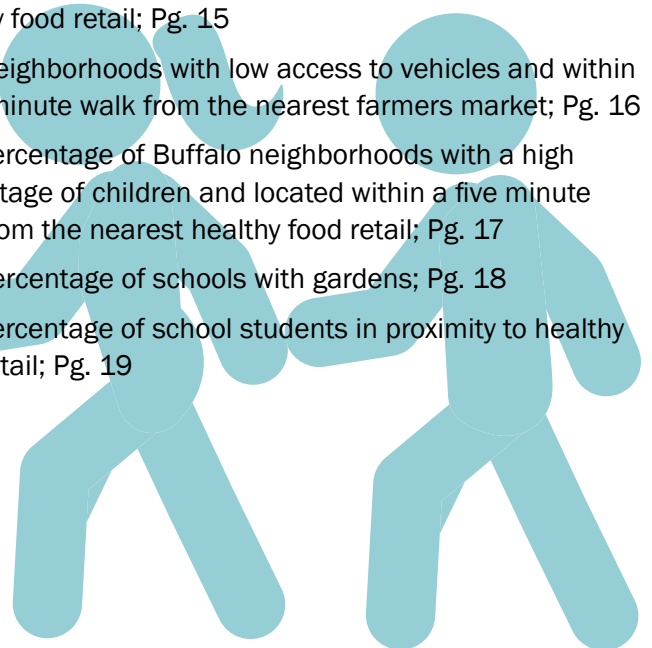 y food retail; Pg. 15
eighborhoods with low access to vehicles and within
minute walk from the nearest farmers market; Pg. 16
ercentage of Buffalo neighborhoods with a high
tage of children and located within a five minute
om the nearest healthy food retail; Pg. 17
ercentage of schools with gardens; Pg. 18
ercentage of school students in proximity to healthy
tail; Pg. 19